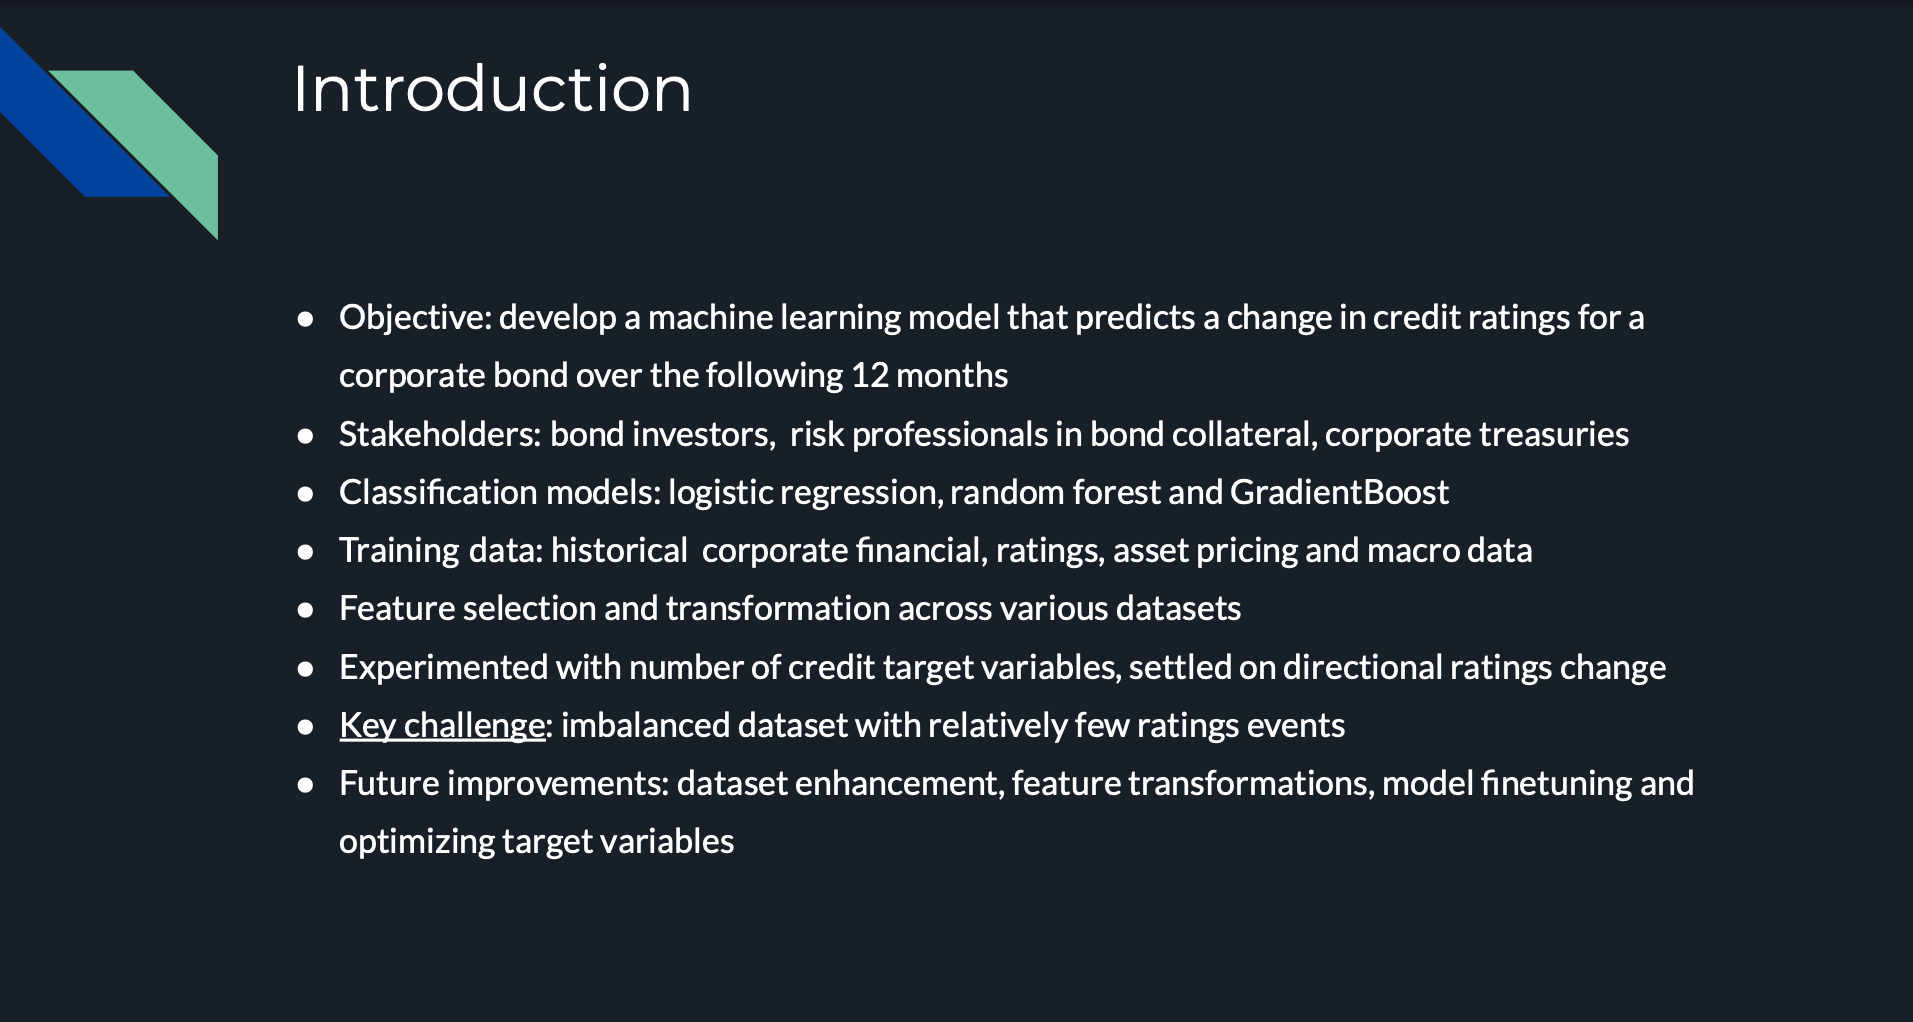 Introduction
● Objective: develop a machine learning model that predicts a change in credit ratings for a
corporate bond over the following 12 months
● Stakeholders: bond investors,  risk professionals in bond collateral, corporate treasuries
● Classification models: logistic regression, random forest and GradientBoost
● Training data: historical  corporate financial, ratings, asset pricing and macro data
● Feature selection and transformation across various datasets
● Experimented with number of credit target variables, settled on directional ratings change
● Key challenge: imbalanced dataset with relatively few ratings events
● Future improvements: dataset enhancement, feature transformations, model finetuning and
optimizing target variables